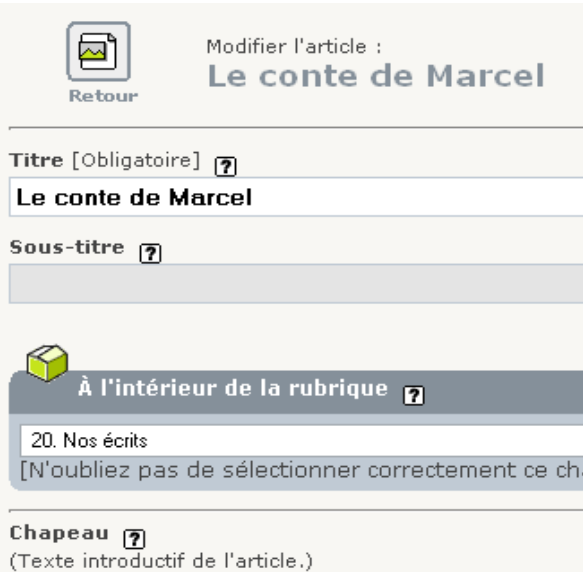 Modifier l'article :
Le conte de Marcel
Retour
Titre [Obligatoire] ?
Le conte de Marcel
Sous-titre ?
À l'intérieur de la rubrique ?
20. Nos écrits
[N'oubliez pas de sélectionner correctement ce
Chapeau ?
(Texte introductif de l'article.)